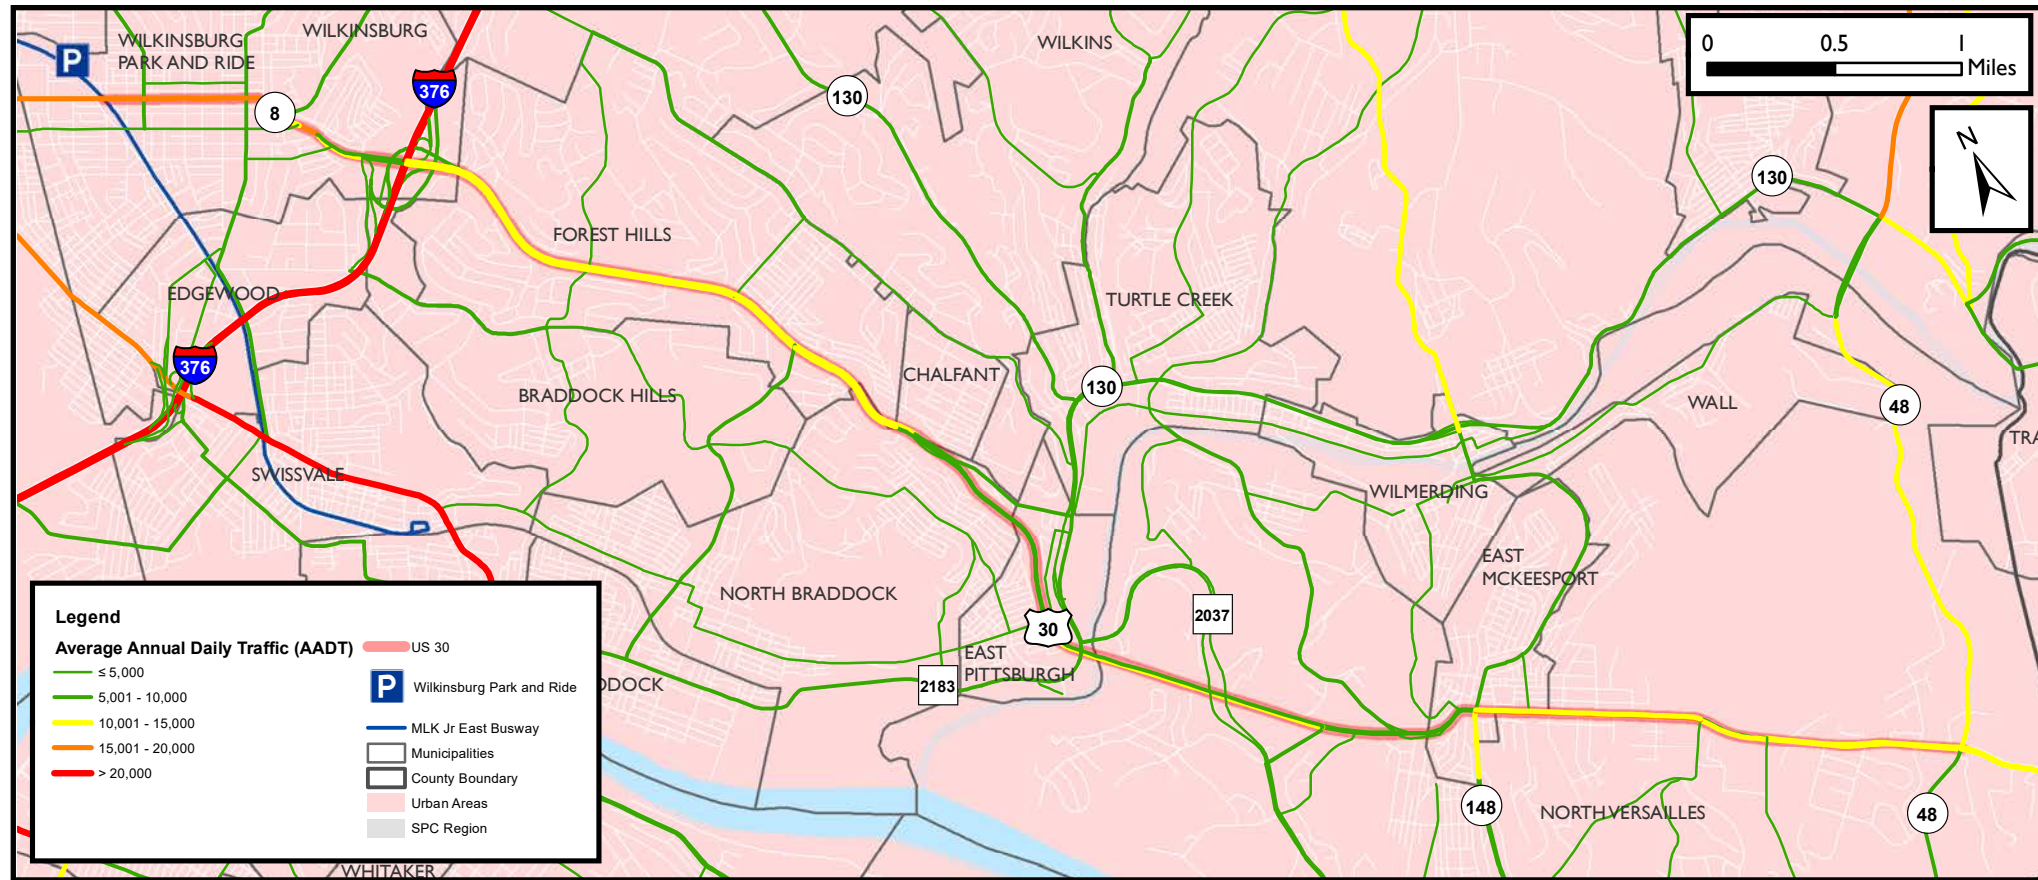 WILKINSBURG
PARK AND RIDE
WILKINSBURG
WILKINS
0 0.5 1
Miles
P
376
8
130
N
130
FOREST HILLS
EDGEWOOD
TURTLE CREEK
376
CHALFANT
BRADDOCK HILLS
130
WALL
48
TRA
SWISSVALE
WILMERDING
EAST
MCKEESPORT
NORTH BRADDOCK
30
2037
EAST
PITTSBURGH
2183
DDOCK
148
NORTH VERSAILLES
48
WHITAKER
Legend
Average Annual Daily Traffic (AADT)
≤ 5,000
5,001 - 10,000
10,001 - 15,000
15,001 - 20,000
> 20,000
US 30
P
Wilkinsburg Park and Ride
MLK Jr East Busway
Municipalities
County Boundary
Urban Areas
SPC Region